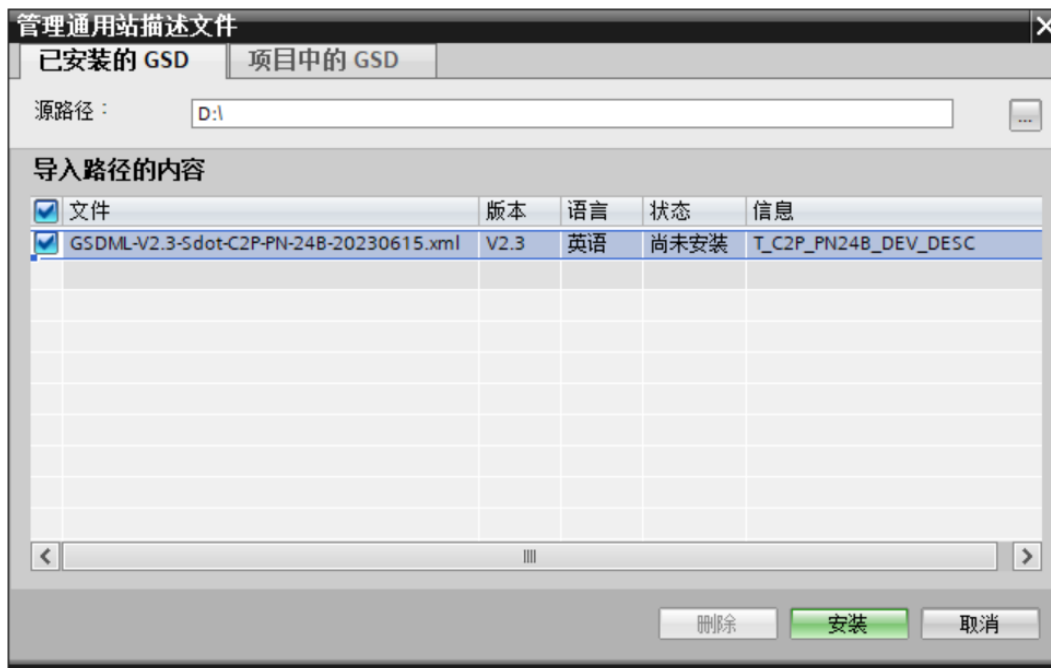 管理通用站描述文件
已安装的 GSD 项目中的 GSD
源路径： D:\ ...
导入路径的内容
文件 版本 语言 状态 信息
GSDML-V2.3-Sdot-C2P-PN-24B-20230615.xml V2.3 英语 尚未安装 T_C2P_PN24B_DEV_DESC
删除 安装 取消